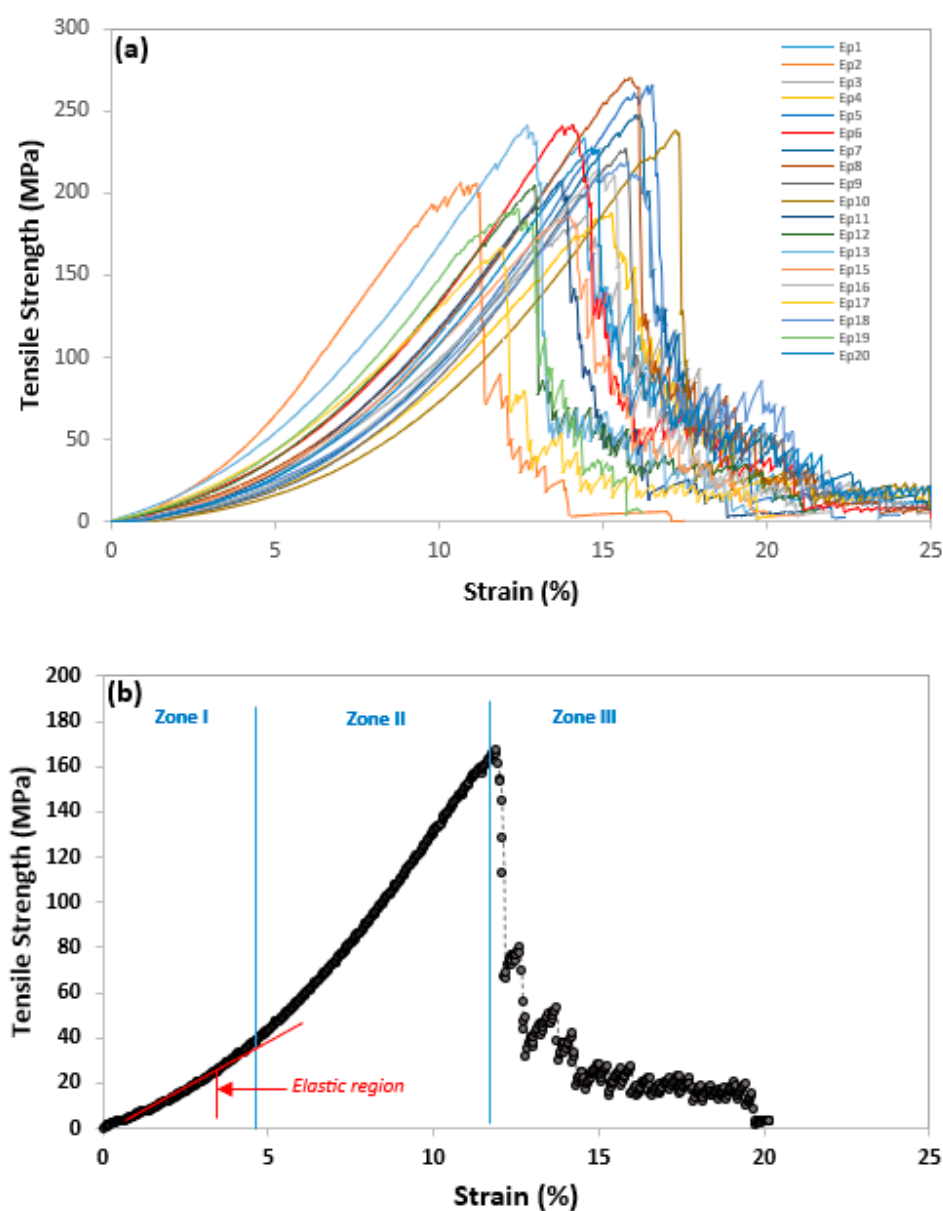 (a)
Tensile Strength (MPa)
300
250
200
150
100
50
0
0 5 10 15 20 25
Strain (%)
Ep1
Ep2
Ep3
Ep4
Ep5
Ep6
Ep7
Ep8
Ep9
Ep10
Ep11
Ep12
Ep13
Ep15
Ep16
Ep17
Ep18
Ep19
Ep20
(b)
Tensile Strength (MPa)
200
180
160
140
120
100
80
60
40
20
0
Zone I Zone II Zone III
Elastic region
0 5 10 15 20 25
Strain (%)